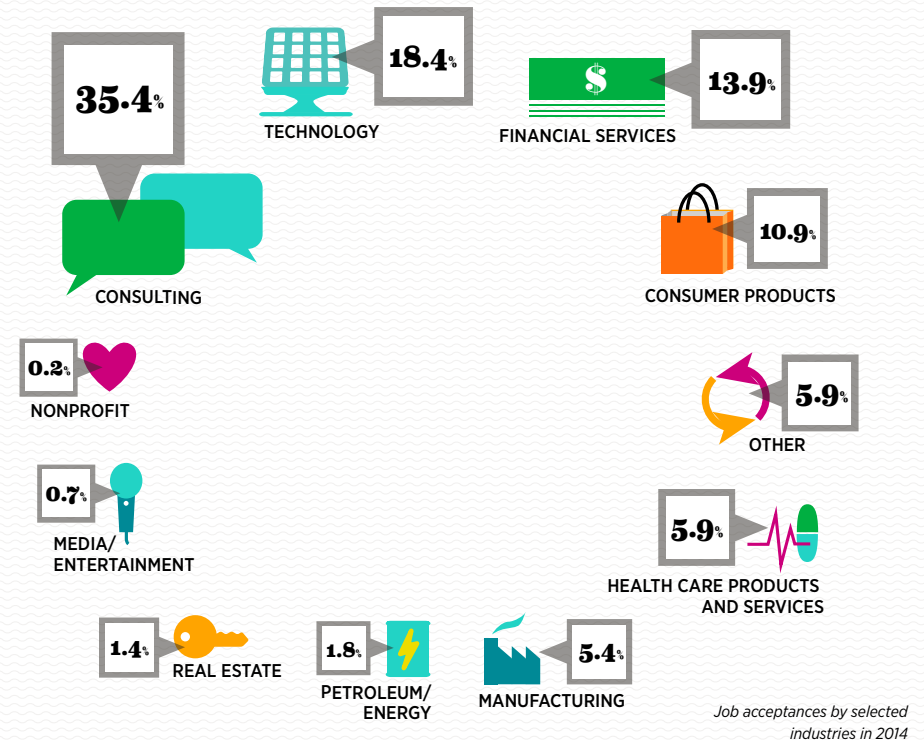 35.4%
CONSULTING
18.4%
TECHNOLOGY
$
13.9%
FINANCIAL SERVICES
10.9%
CONSUMER PRODUCTS
5.9%
OTHER
5.9%
HEALTH CARE PRODUCTS
AND SERVICES
5.4%
MANUFACTURING
1.8%
PETROLEUM/
ENERGY
1.4%
REAL ESTATE
0.7%
MEDIA/
ENTERTAINMENT
0.2%
NONPROFIT
Job acceptances by selected
industries in 2014